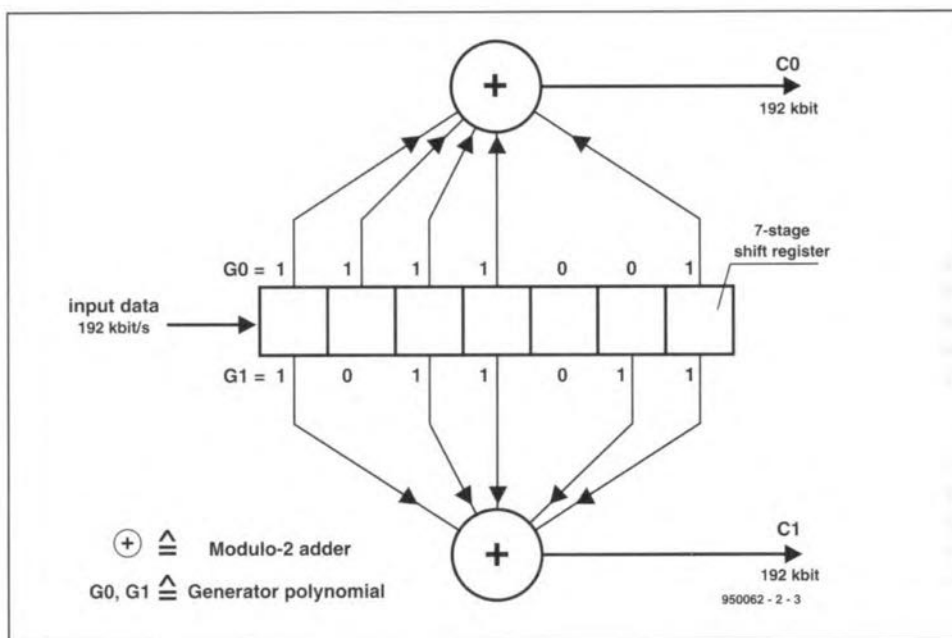 C0
+
192 kbit
7-stage
shift register
G0 = 1 1 1 1 0 0 1
input data
192 kbit/s
G1 = 1 0 1 1 0 1 1
C1
+
192 kbit
+ ≙ Modulo-2 adder
G0, G1 ≙ Generator polynomial
950062 - 2 - 3